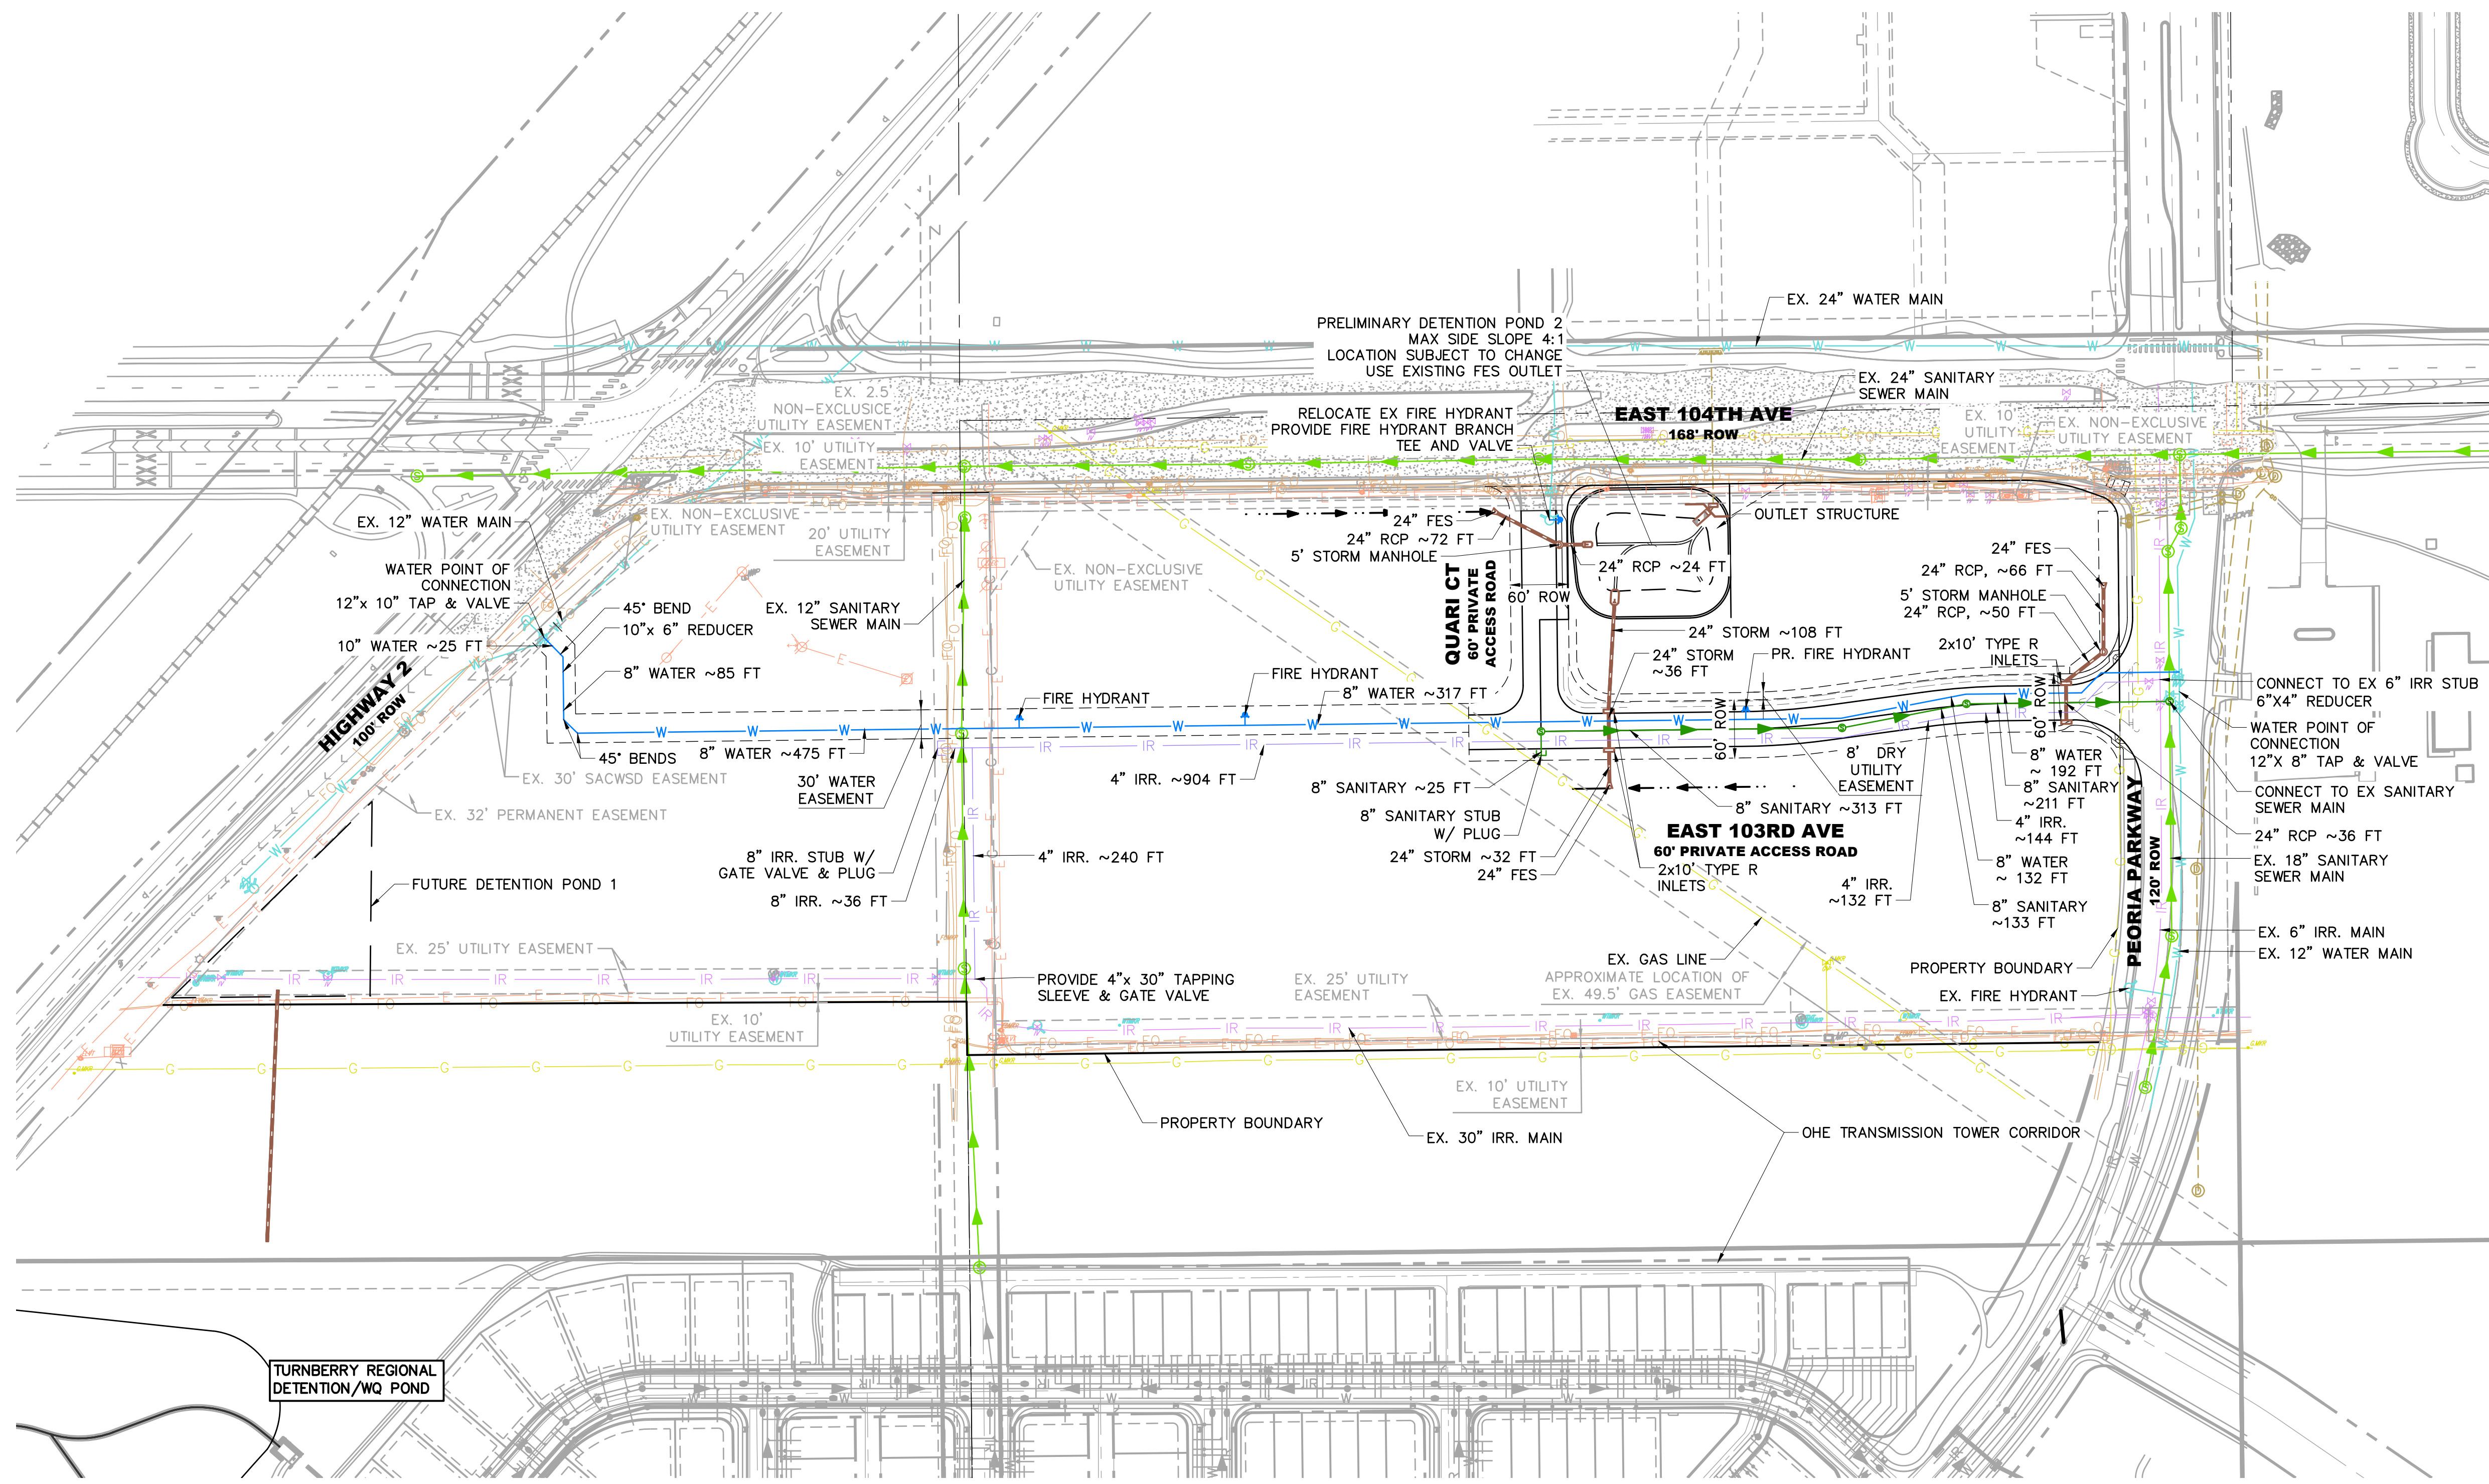 EX. 24" WATER MAIN
PRELIMINARY DETENTION POND 2
MAX SIDE SLOPE 4:1
LOCATION SUBJECT TO CHANGE
USE EXISTING FES OUTLET
EX. 24" SANITARY
SEWER MAIN
EX. 2.5
NON-EXCLUSICE
UTILITY EASEMENT
RELOCATE EX FIRE HYDRANT
PROVIDE FIRE HYDRANT BRANCH
TEE AND VALVE
EAST 104TH AVE
168' ROW
EX. 10'
UTILITY
EASEMENT
EX. NON-EXCLUSIVE
UTILITY EASEMENT
EX. 10' UTILITY
EASEMENT
EX. 12" WATER MAIN
EX. NON-EXCLUSIVE
UTILITY EASEMENT
20' UTILITY
EASEMENT
24" FES
24" RCP ~72 FT
5' STORM MANHOLE
OUTLET STRUCTURE
WATER POINT OF
CONNECTION
12"x 10" TAP & VALVE
EX. NON-EXCLUSIVE
UTILITY EASEMENT
24" RCP ~24 FT
24" FES
24" RCP, ~66 FT
5' STORM MANHOLE
24" RCP, ~50 FT
45° BEND
10"x 6" REDUCER
EX. 12" SANITARY
SEWER MAIN
QUARI CT
60' PRIVATE
ACCESS ROAD
60' ROW
10" WATER ~25 FT
24" STORM ~108 FT
24" STORM
~36 FT
PR. FIRE HYDRANT
2x10' TYPE R
INLETS
8" WATER ~85 FT
FIRE HYDRANT
FIRE HYDRANT
8" WATER ~317 FT
HIGHWAY 2
100' ROW
CONNECT TO EX 6" IRR STUB
6"X4" REDUCER
WATER POINT OF
CONNECTION
12"X 8" TAP & VALVE
60' ROW
60' ROW
45° BENDS
8" WATER ~475 FT
EX. 30' SACWSD EASEMENT
30' WATER
EASEMENT
4" IRR. ~904 FT
8" SANITARY ~25 FT
8' DRY
UTILITY
EASEMENT
8" WATER
~ 192 FT
8" SANITARY
~211 FT
4" IRR.
~144 FT
CONNECT TO EX SANITARY
SEWER MAIN
EX. 32' PERMANENT EASEMENT
8" SANITARY STUB
W/ PLUG
8" SANITARY ~313 FT
EAST 103RD AVE
60' PRIVATE ACCESS ROAD
24" RCP ~36 FT
8" IRR. STUB W/
GATE VALVE & PLUG
4" IRR. ~240 FT
24" STORM ~32 FT
24" FES
2x10' TYPE R
INLETS
8" WATER
~ 132 FT
EX. 18" SANITARY
SEWER MAIN
FUTURE DETENTION POND 1
8" IRR. ~36 FT
4" IRR.
~132 FT
8" SANITARY
~133 FT
PEORIA PARKWAY
120' ROW
EX. 25' UTILITY EASEMENT
EX. 6" IRR. MAIN
EX. 12" WATER MAIN
EX. GAS LINE
APPROXIMATE LOCATION OF
EX. 49.5' GAS EASEMENT
PROPERTY BOUNDARY
PROVIDE 4"x 30" TAPPING
SLEEVE & GATE VALVE
EX. 25' UTILITY
EASEMENT
EX. FIRE HYDRANT
EX. 10'
UTILITY EASEMENT
EX. 10' UTILITY
EASEMENT
PROPERTY BOUNDARY
EX. 30" IRR. MAIN
OHE TRANSMISSION TOWER CORRIDOR
TURNBERRY REGIONAL
DETENTION/WQ POND